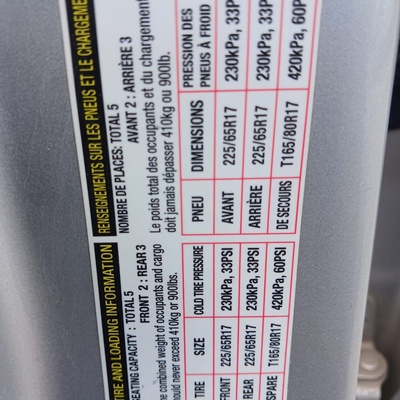 TIRE AND LOADING INFORMATION
SEATING CAPACITY : TOTAL 5
FRONT 2 : REAR 3
The combined weight of occupants and cargo
should never exceed 410kg or 900lbs.
TIRE SIZE COLD TIRE PRESSURE
FRONT 225/65R17 230kPa, 33PSI
REAR 225/65R17 230kPa, 33PSI
SPARE T165/80R17 420kPa, 60PSI
RENSEIGNEMENTS SUR LES PNEUS ET LE CHARGEMEN
NOMBRE DE PLACES: TOTAL 5
AVANT 2 : ARRIÈRE 3
Le poids total des occupants et du chargement
doit jamais dépasser 410kg ou 900lb.
PNEU DIMENSIONS PRESSION DES
PNEUS À FROID
AVANT 225/65R17 230kPa, 33P
ARRIÈRE 225/65R17 230kPa, 33P
DE SECOURS T165/80R17 420kPa, 60P